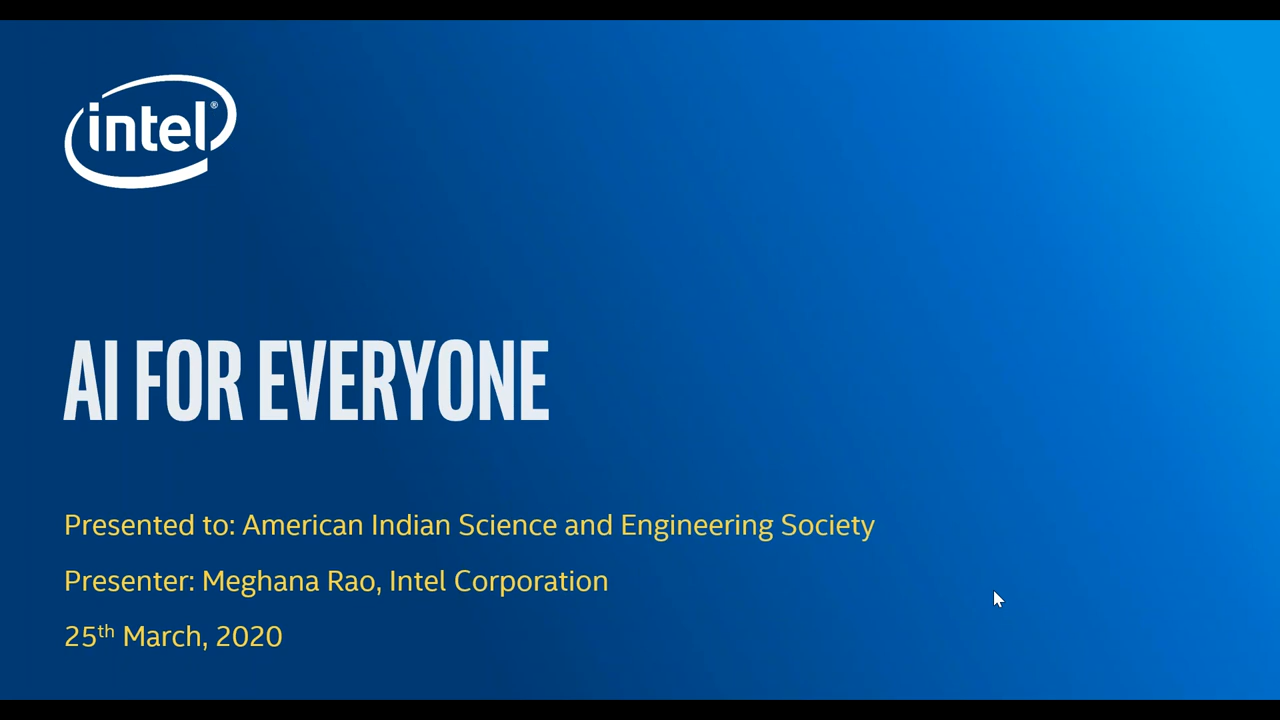 intel®
AI FOR EVERYONE
Presented to: American Indian Science and Engineering Society
Presenter: Meghana Rao, Intel Corporation
25th March, 2020